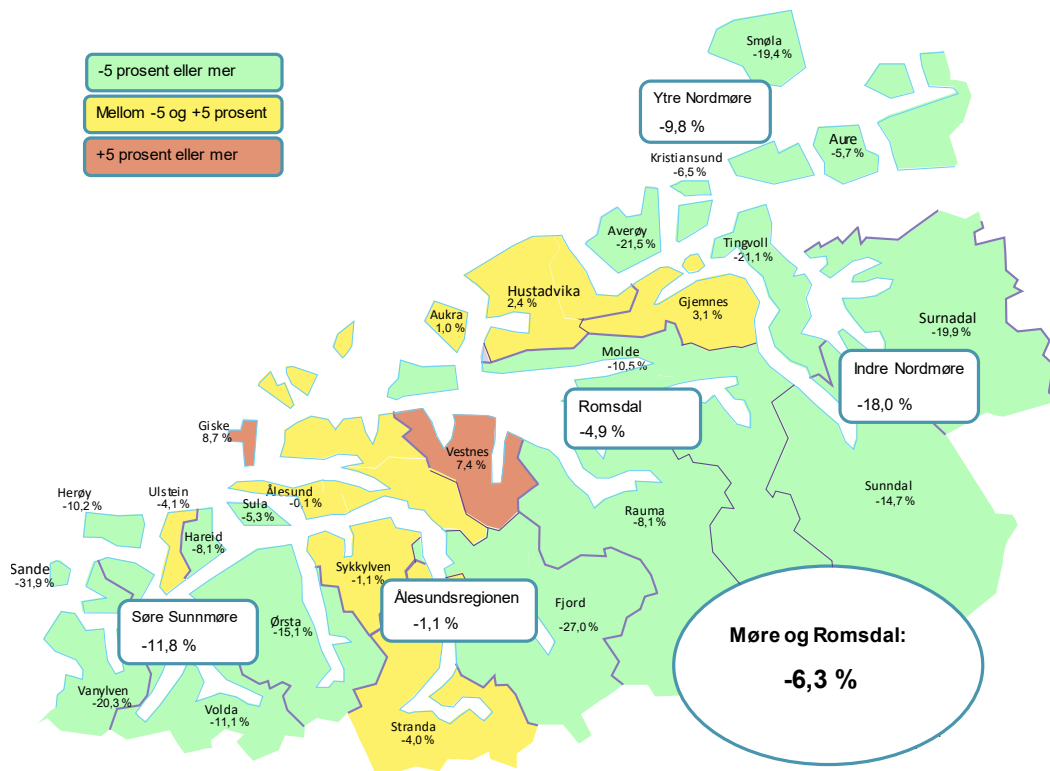 -5 prosent eller mer
Mellom -5 og +5 prosent
+5 prosent eller mer
Smøla
-19,4 %
Ytre Nordmøre
-9,8 %
Aure
-5,7 %
Kristiansund
-6,5 %
Averøy
-21,5 %
Tingvoll
-21,1 %
Hustadvika
2,4 %
Gjemnes
3,1 %
Aukra
1,0 %
Surnadal
-19,9 %
Molde
-10,5 %
Indre Nordmøre
-18,0 %
Romsdal
-4,9 %
Giske
8,7 %
Vestnes
7,4 %
Sunndal
-14,7 %
Herøy
-10,2 %
Ulstein
-4,1 %
Ålesund
-0,1 %
Sula
-5,3 %
Rauma
-8,1 %
Hareid
-8,1 %
Sande
-31,9 %
Sykkylven
-1,1 %
Ålesundsregionen
-1,1 %
Fjord
-27,0 %
Søre Sunnmøre
-11,8 %
Ørsta
-15,1 %
Møre og Romsdal:
-6,3 %
Vanylven
-20,3 %
Volda
-11,1 %
Stranda
-4,0 %